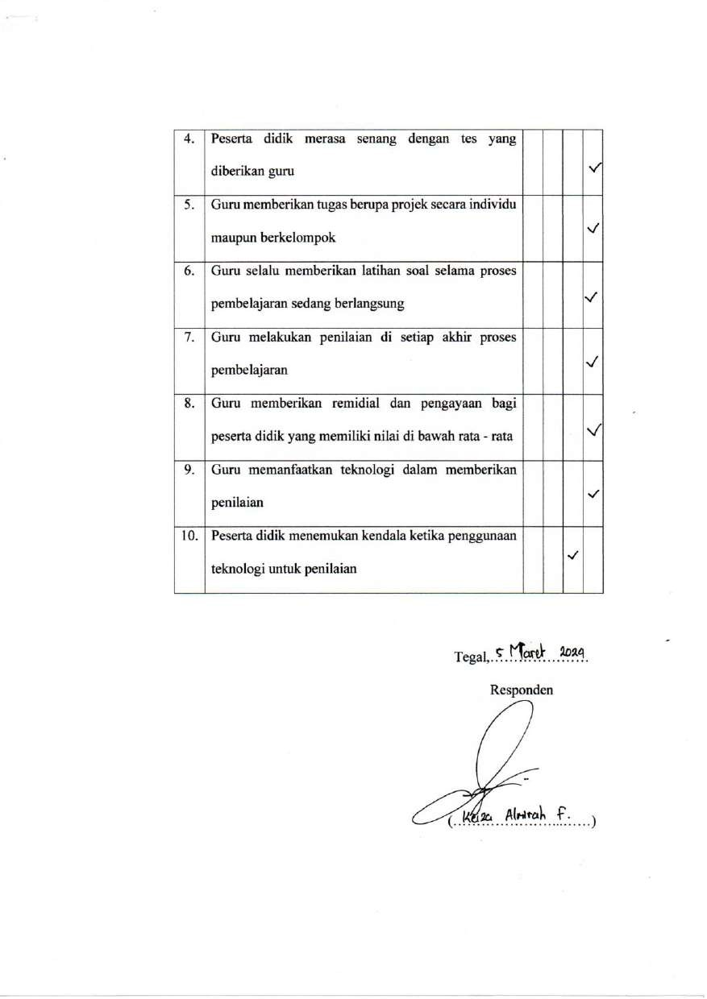 4. Peserta didik merasa senang dengan tes yang
diberikan guru ✓
5. Guru memberikan tugas berupa projek secara individu
maupun berkelompok ✓
6. Guru selalu memberikan latihan soal selama proses
pembelajaran sedang berlangsung ✓
7. Guru melakukan penilaian di setiap akhir proses
pembelajaran ✓
8. Guru memberikan remidial dan pengayaan bagi
peserta didik yang memiliki nilai di bawah rata - rata ✓
9. Guru memanfaatkan teknologi dalam memberikan
penilaian ✓
10. Peserta didik menemukan kendala ketika penggunaan
teknologi untuk penilaian ✓
Tegal, 5 Maret 2024
Responden
( Keiza F. )